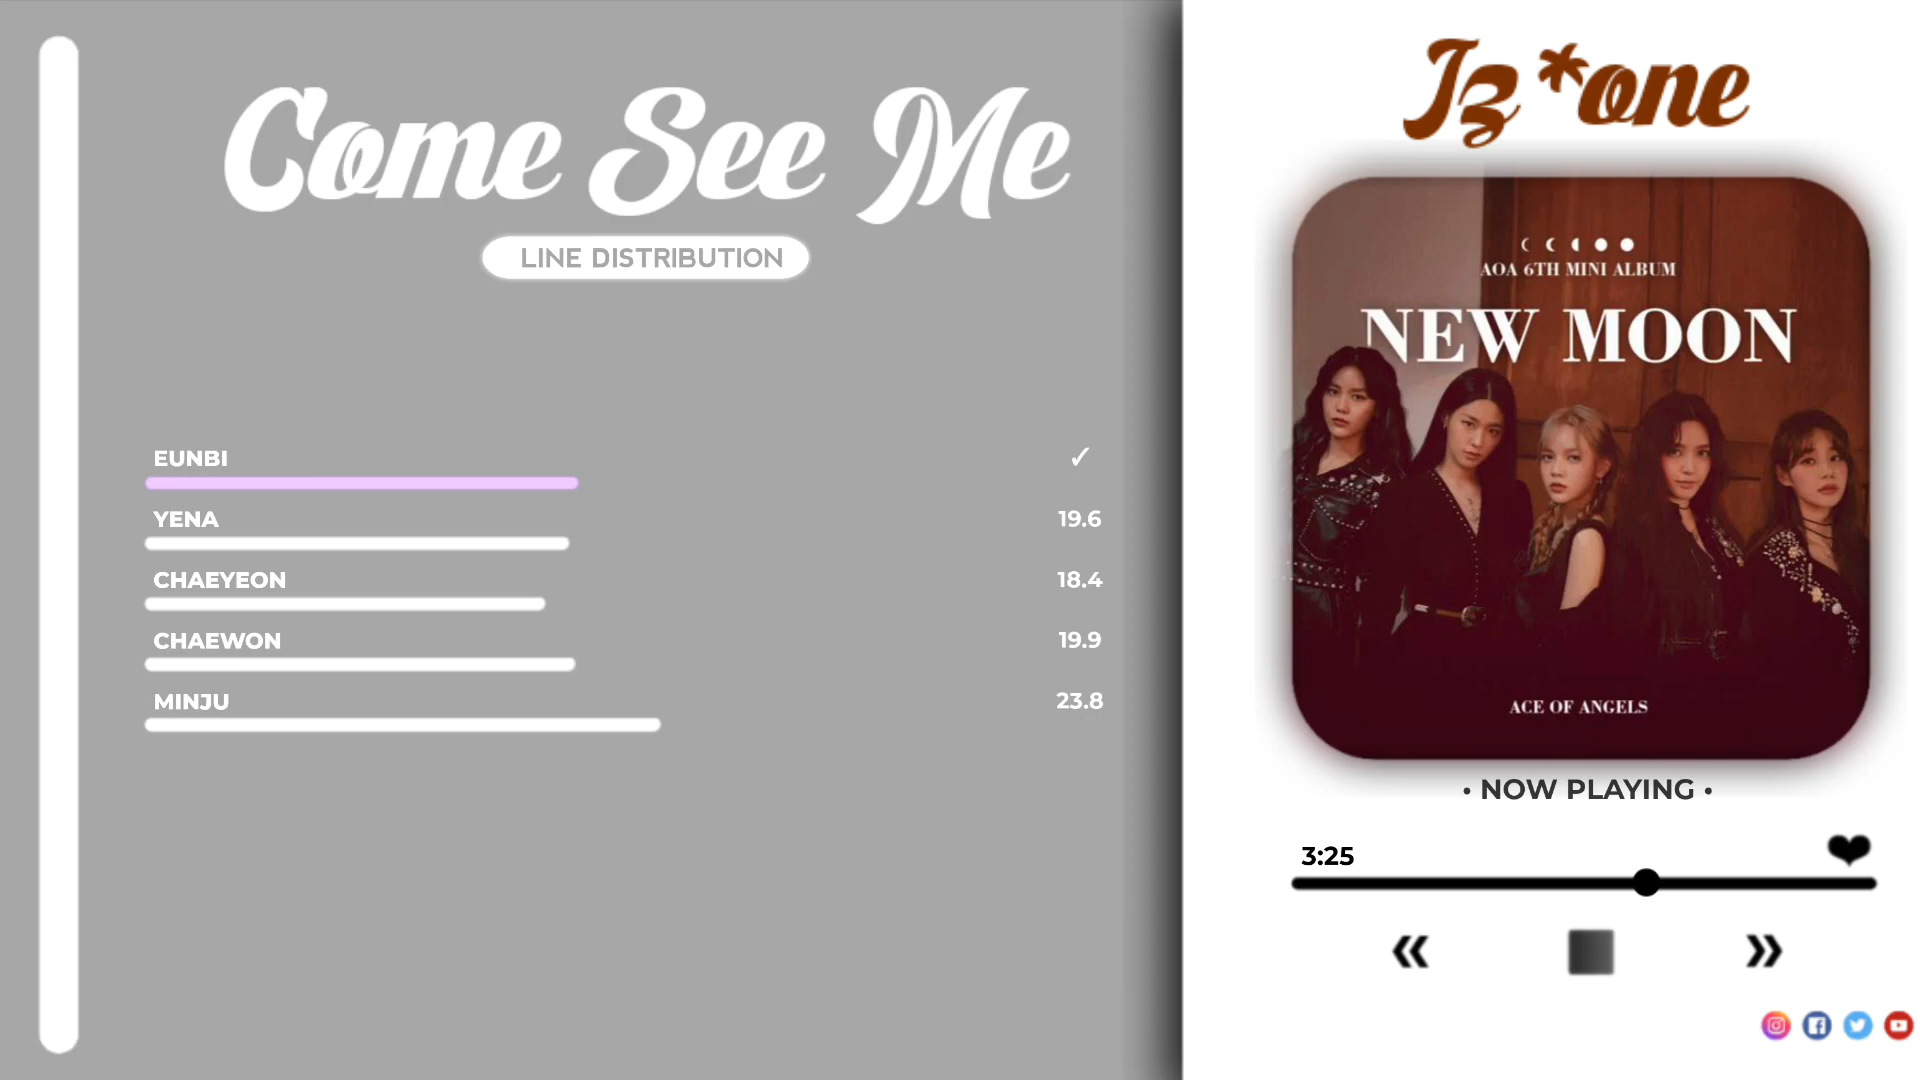 Come See Me
LINE DISTRIBUTION
EUNBI ✓
YENA 19.6
CHAEYEON 18.4
CHAEWON 19.9
MINJU 23.8
Iz*one
AOA 6TH MINI ALBUM
NEW MOON
ACE OF ANGELS
• NOW PLAYING •
3:25